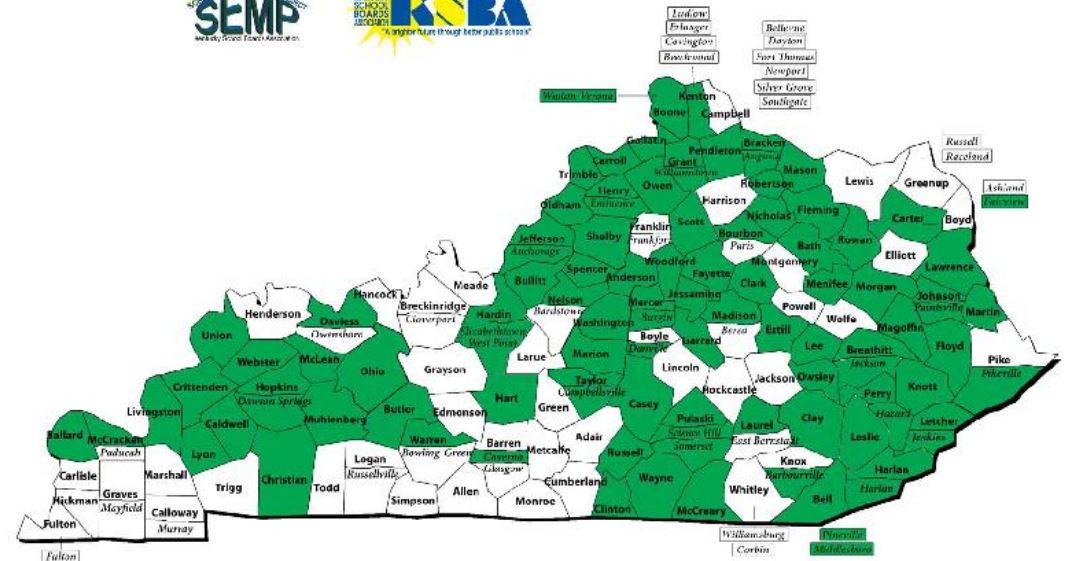 SEMP
Kentucky School Boards Association
SCHOOL
BOARDS
ASSOCIATION
KSBA
"A brighter future through better public schools"
Ludlow
Erlanger
Covington
Beechwood
Bellevue
Dayton
Fort Thomas
Newport
Silver Grove
Southgate
Walton-Verona
Kenton
Boone
Campbell
Gallatin
Pendleton
Bracken
Augusta
Grant
Williamstown
Carroll
Trimble
Owen
Mason
Robertson
Lewis
Greenup
Russell
Raceland
Ashland
Fairview
Henry
Eminence
Harrison
Oldham
Nicholas
Fleming
Carter
Boyd
Scott
Franklin
Frankfort
Shelby
Bourbon
Paris
Jefferson
Anchorage
Bath
Rowan
Elliott
Lawrence
Woodford
Montgomery
Spencer
Anderson
Fayette
Clark
Menifee
Morgan
Bullitt
Meade
Hancock
Breckinridge
Cloverport
Henderson
Nelson
Bardstown
Mercer
Burgin
Jessamine
Madison
Berea
Powell
Wolfe
Johnson
Paintsville
Martin
Magoffin
Hardin
Elizabethtown
West Point
Washington
Boyle
Danville
Garrard
Estill
Lee
Breathitt
Jackson
Floyd
Pike
Pikeville
Daviess
Owensboro
Union
Webster
McLean
Ohio
Grayson
Larue
Marion
Lincoln
Rockcastle
Jackson
Owsley
Perry
Hazard
Knott
Crittenden
Hopkins
Dawson Springs
Muhlenberg
Butler
Edmonson
Hart
Green
Taylor
Campbellsville
Casey
Pulaski
Science Hill
Somerset
Laurel
East Bernstadt
Clay
Leslie
Letcher
Jenkins
Livingston
Caldwell
Ballard
McCracken
Paducah
Lyon
Warren
Bowling Green
Barren
Caverna
Glasgow
Metcalfe
Adair
Russell
Wayne
Knox
Barbourville
Harlan
Harlan
Carlisle
Graves
Mayfield
Marshall
Trigg
Christian
Todd
Logan
Russellville
Simpson
Allen
Monroe
Cumberland
Clinton
McCreary
Whitley
Bell
Hickman
Fulton
Calloway
Murray
Fulton
Williamsburg
Corbin
Pineville
Middlesboro